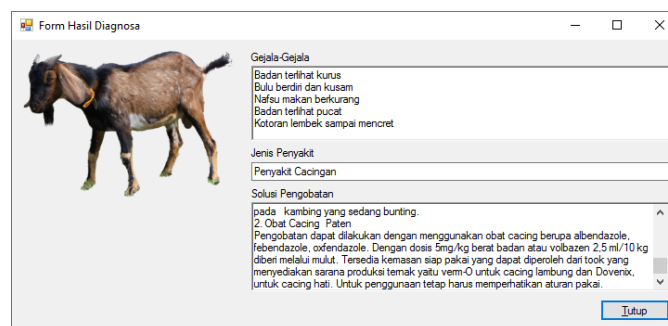 Form Hasil Diagnosa
Gejala-Gejala
Badan terlihat kurus
Bulu berdiri dan kusam
Nafsu makan berkurang
Badan terlihat pucat
Kotoran lembek sampai mencret
Jenis Penyakit
Penyakit Cacingan
Solusi Pengobatan
pada kambing yang sedang bunting.
2. Obat Cacing Paten
Pengobatan dapat dilakukan dengan menggunakan obat cacing berupa albendazole,
febendazole, oxfendazole. Dengan dosis 5mg/kg berat badan atau volbazen 2,5 ml/10 kg
diberi melalui mulut. Tersedia kemasan siap pakai yang dapat diperoleh dari took yang
menyediakan sarana produksi ternak yaitu verm-O untuk cacing lambung dan Dovenix,
untuk cacing hati. Untuk penggunaan tetap harus memperhatikan aturan pakai.
Tutup